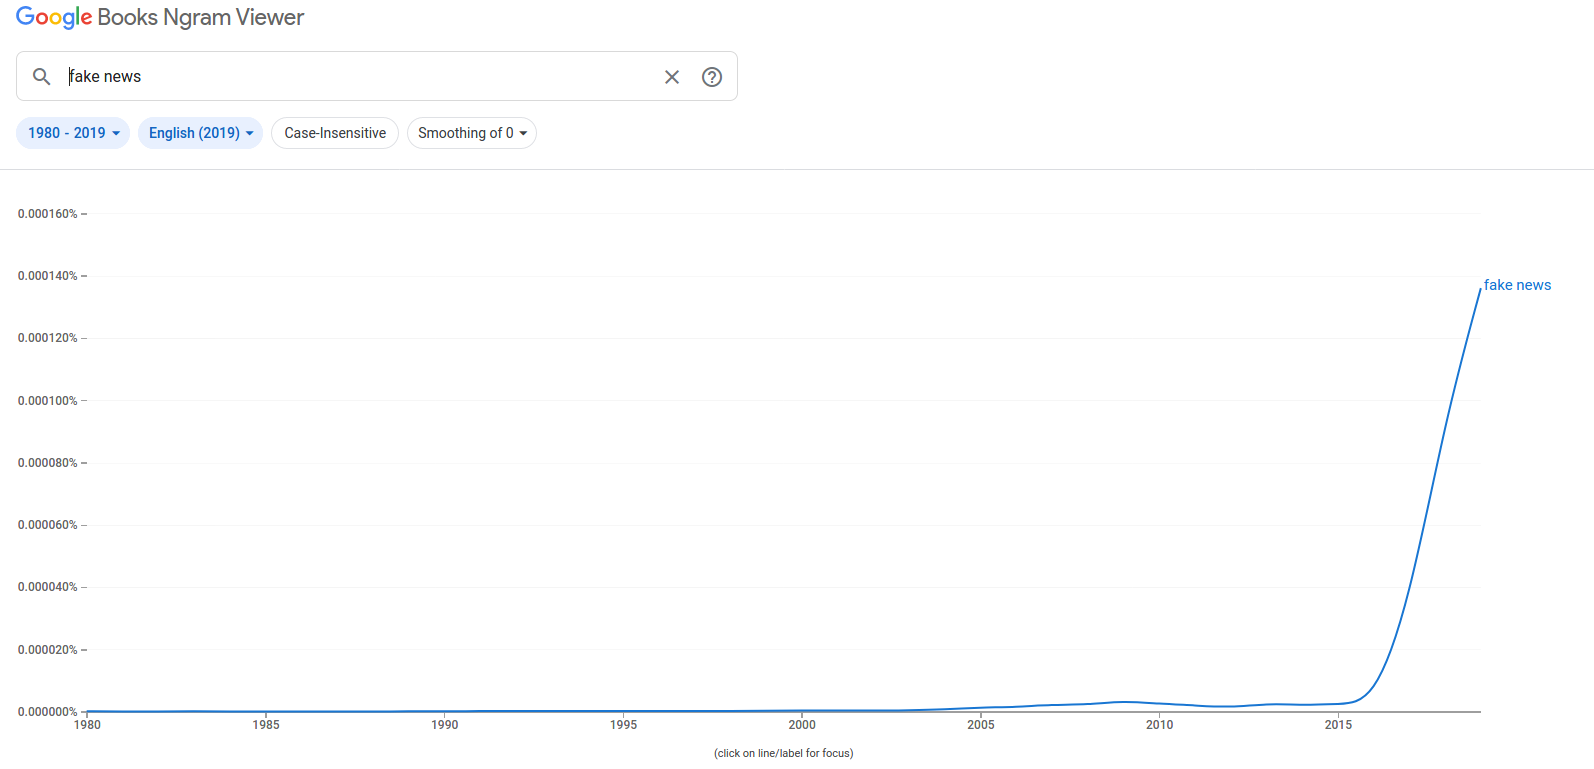 Google Books Ngram Viewer
fake news
1980 - 2019
English (2019)
Case-Insensitive
Smoothing of 0
0.000160%
0.000140%
fake news
0.000120%
0.000100%
0.000080%
0.000060%
0.000040%
0.000020%
0.000000%
1980 1985 1990 1995 2000 2005 2010 2015
(click on line/label for focus)